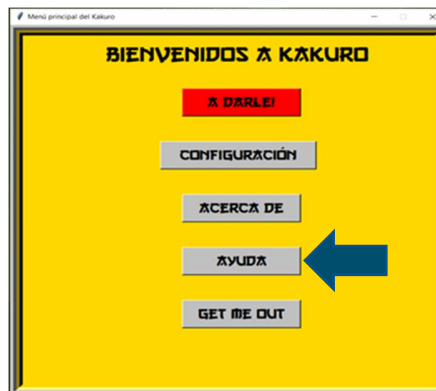 Menú principal del Kakuro
BIENVENIDOS A KAKURO
A DARLE!
CONFIGURACIÓN
ACERCA DE
AYUDA
GET ME OUT